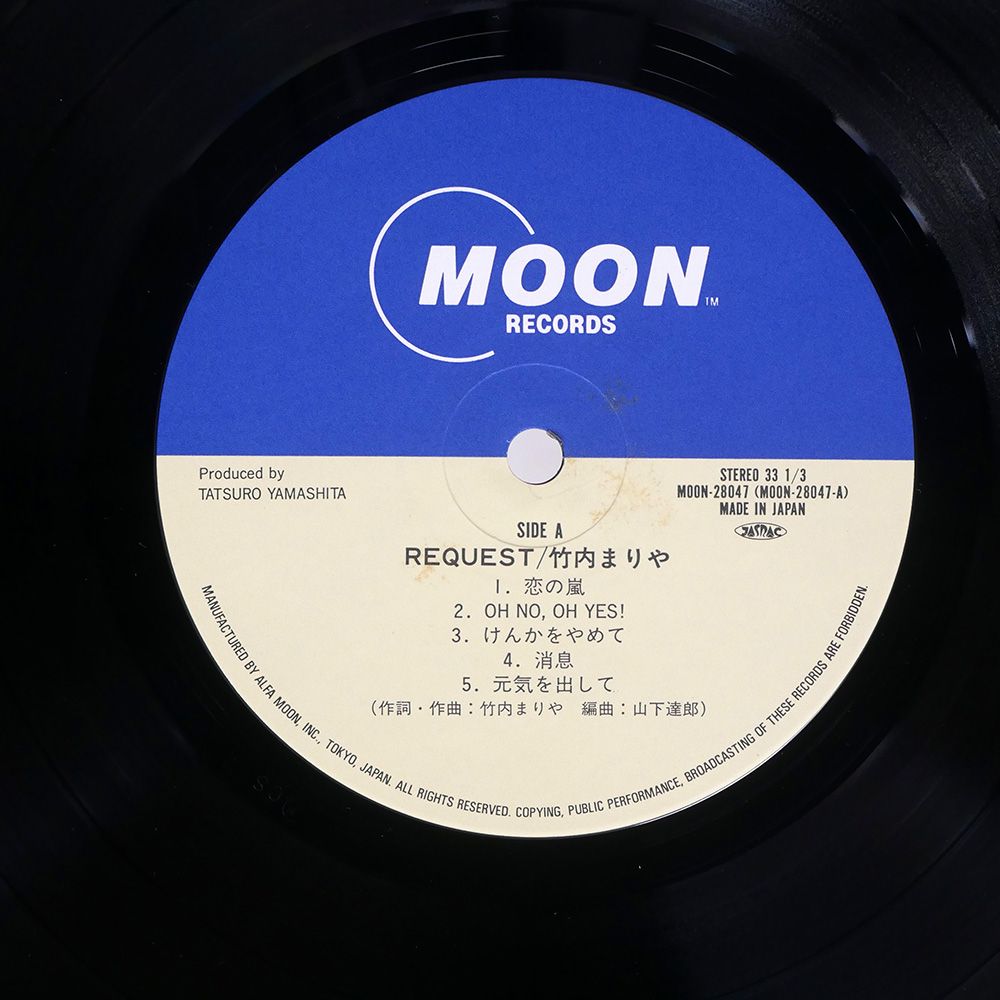 MOON TM
RECORDS
Produced by
TATSURO YAMASHITA
STEREO 33 1/3
MOON-28047 (MOON-28047-A)
MADE IN JAPAN
JASRAC
SIDE A
REQUEST/竹内まりや
1. 恋の嵐
2. OH NO, OH YES!
3. けんかをやめて
4. 消息
5. 元気を出して
(作詞・作曲:竹内まりや 編曲:山下達郎)
MANUFACTURED BY ALFA MOON, INC., TOKYO, JAPAN. ALL RIGHTS RESERVED. COPYING, PUBLIC PERFORMANCE, BROADCASTING OF THESE RECORDS ARE FORBIDDEN.